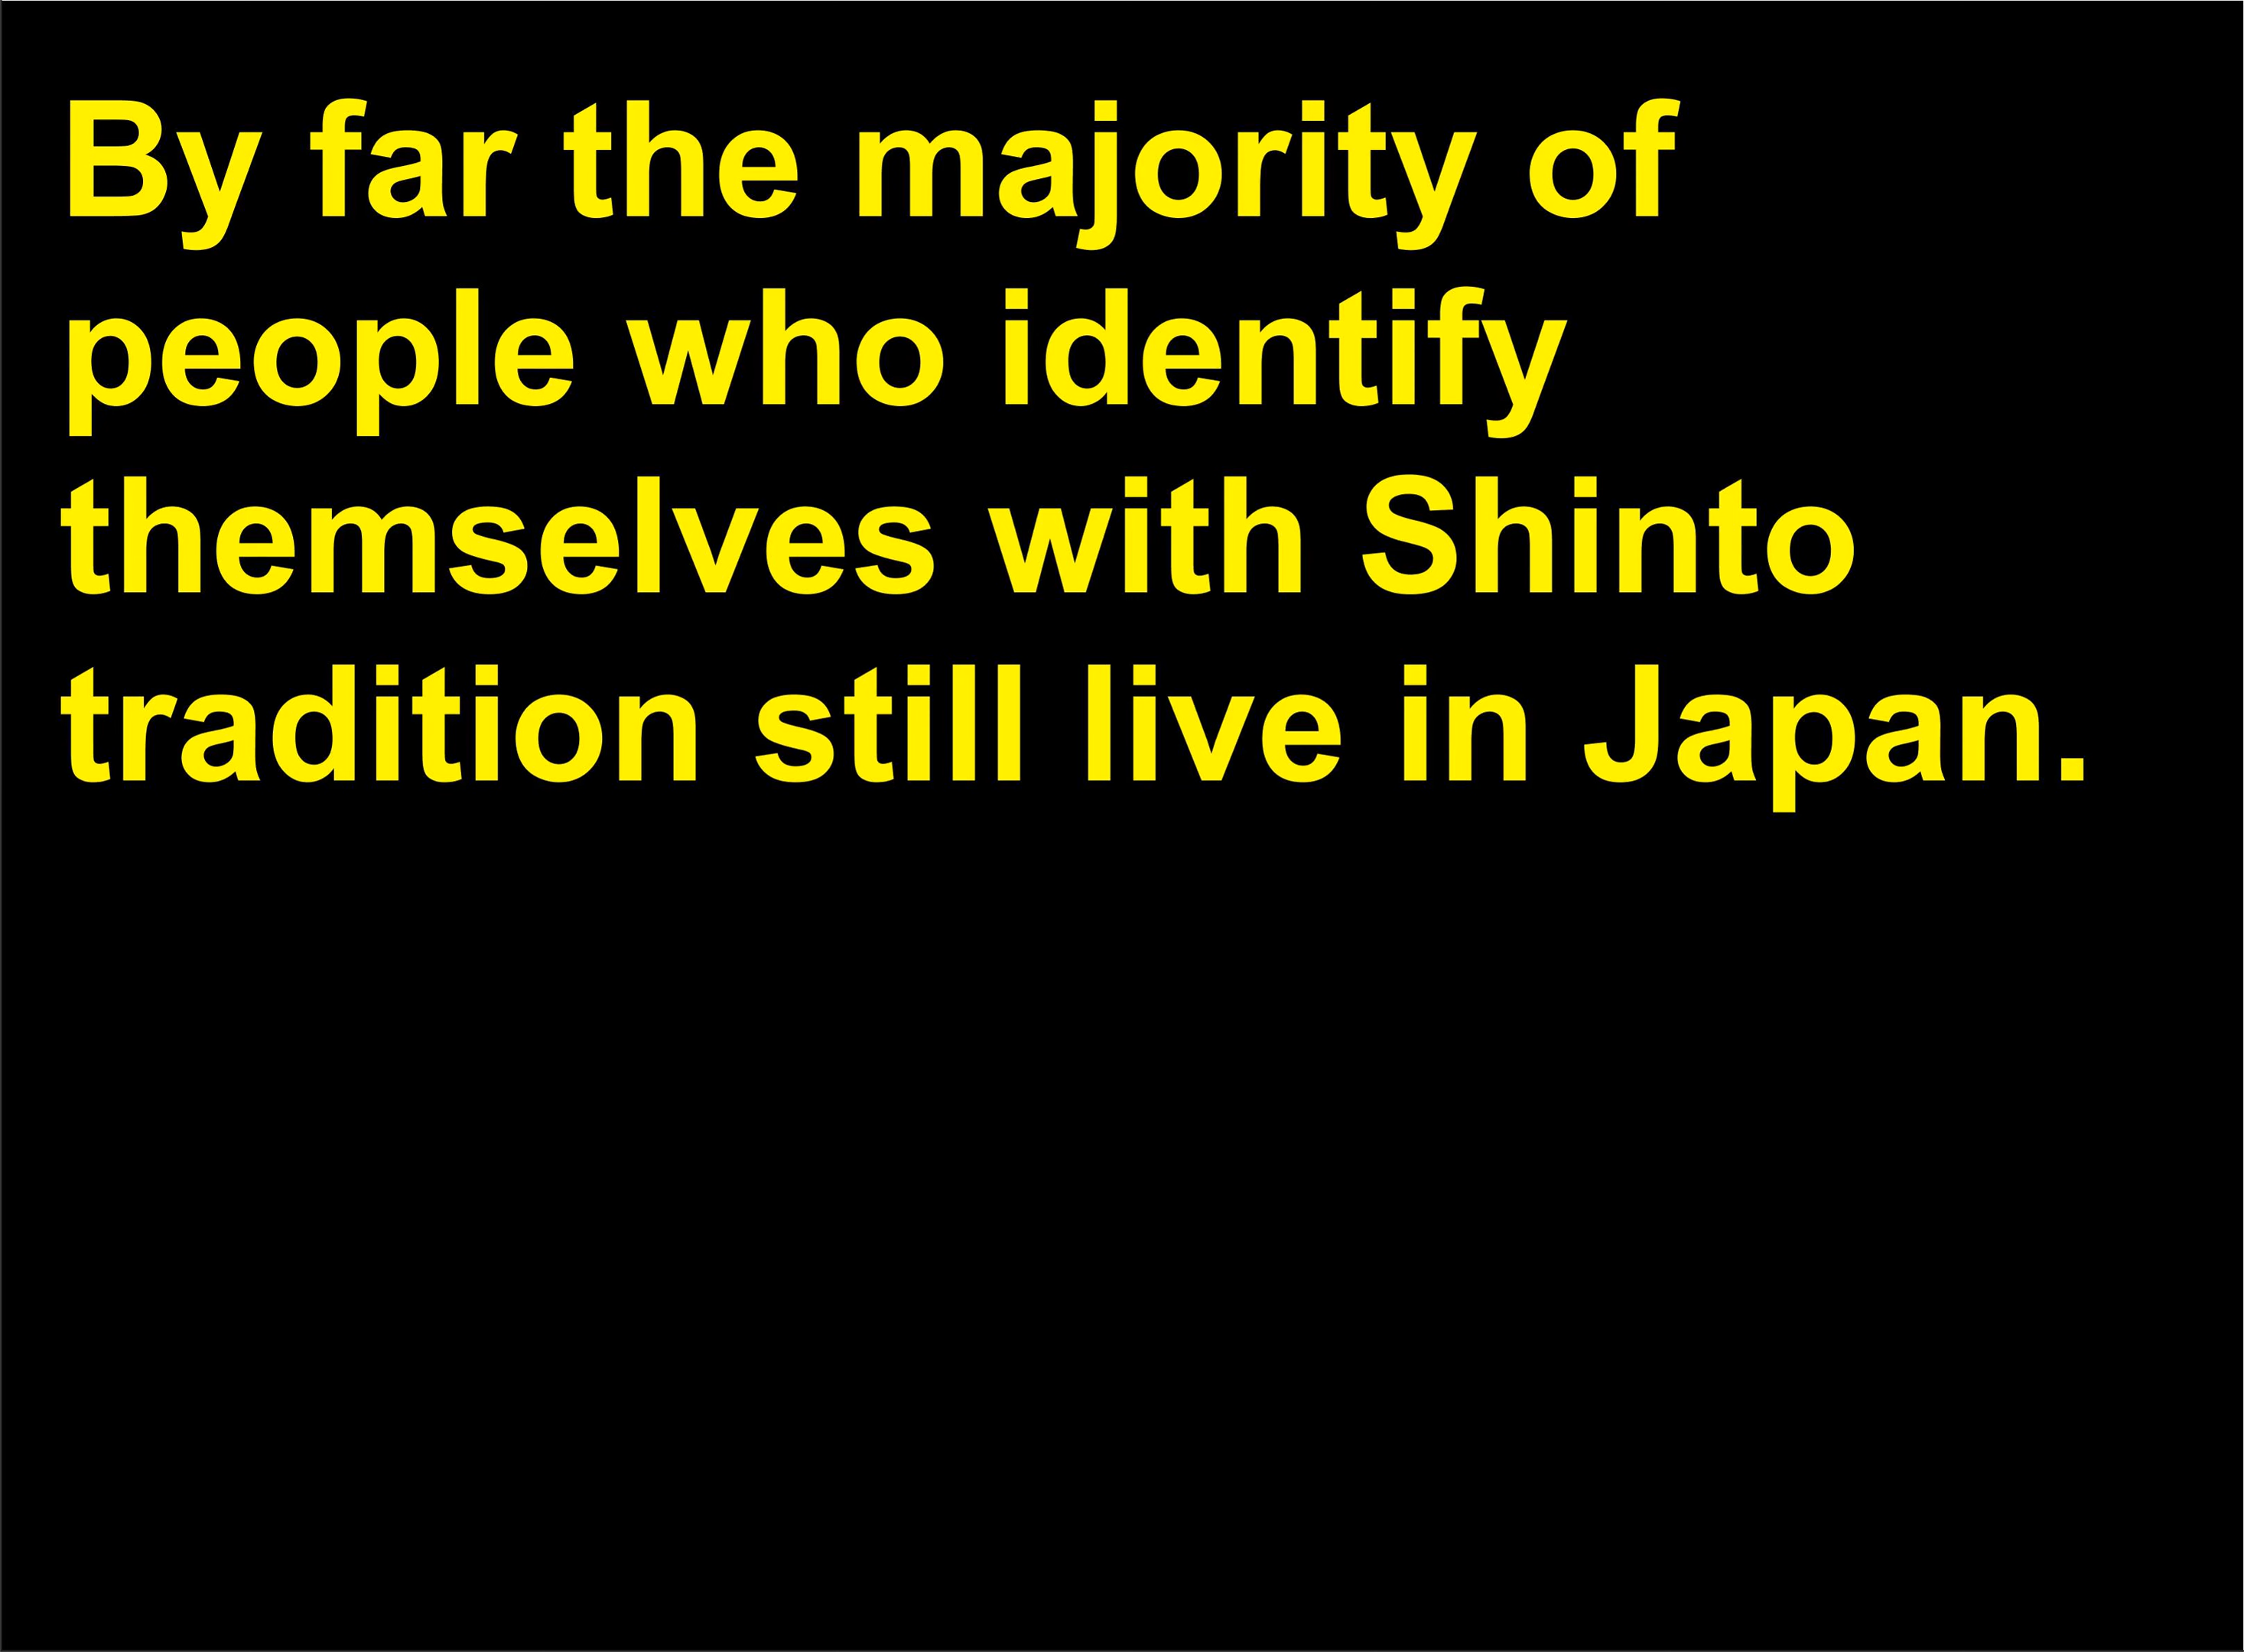 By far the majority of
people who identify
themselves with Shinto
tradition still live in Japan.